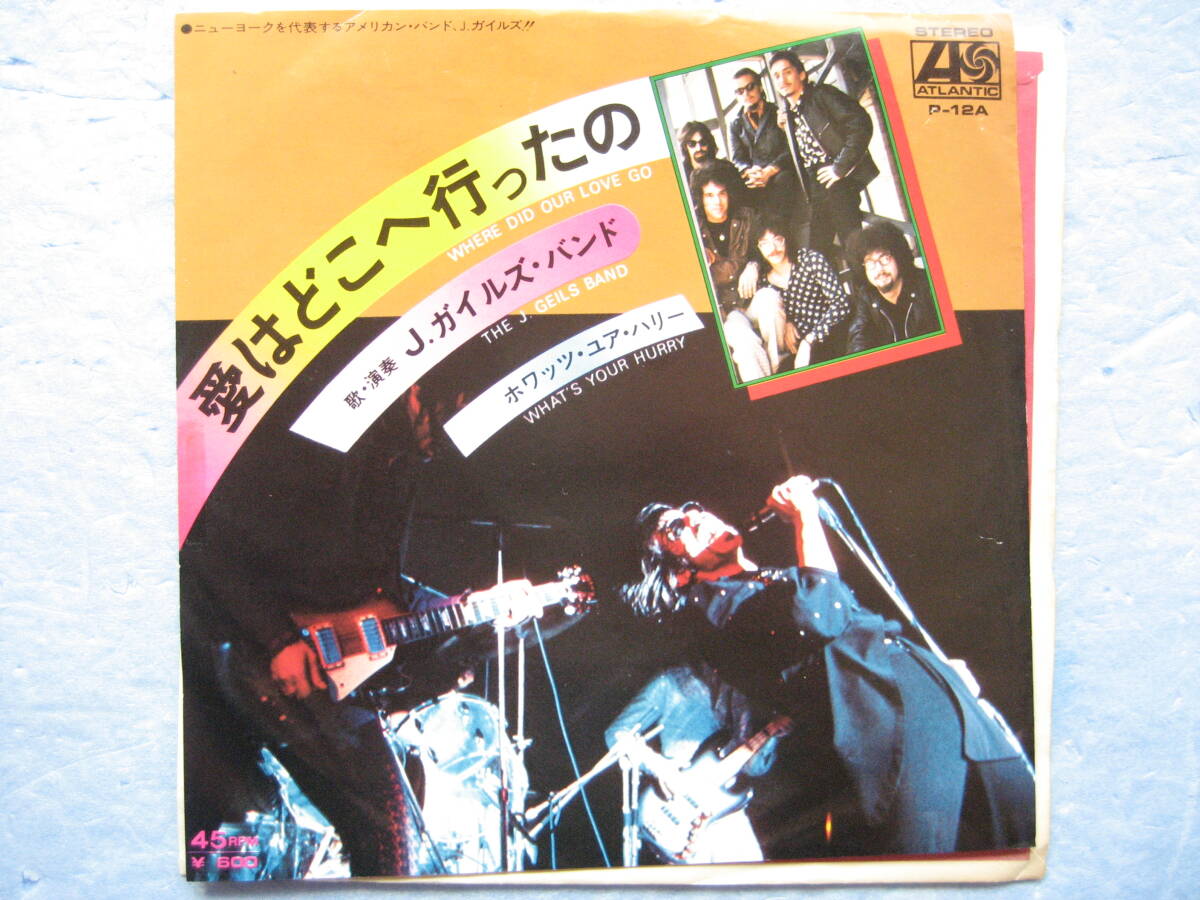 ●ニューヨークを代表するアメリカン・バンド、J.ガイルズ!!
STEREO
ATLANTIC
P-12A
愛はどこへ行ったの
WHERE DID OUR LOVE GO
歌・演奏 J.ガイルズ・バンド
THE J. GEILS BAND
ホワッツ・ユア・ハリー
WHAT'S YOUR HURRY
45RPM
¥ 500